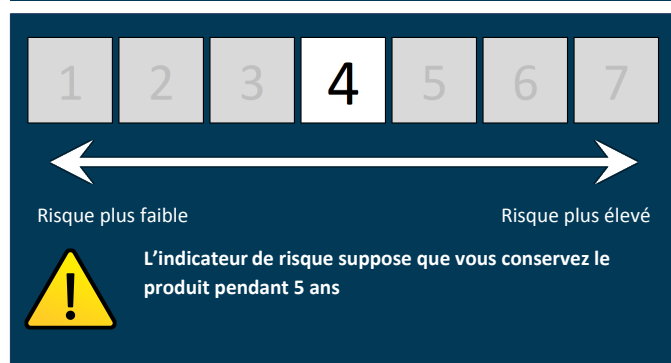 1 2 3 4 5 6 7
Risque plus faible Risque plus élevé
L'indicateur de risque suppose que vous conservez le
produit pendant 5 ans